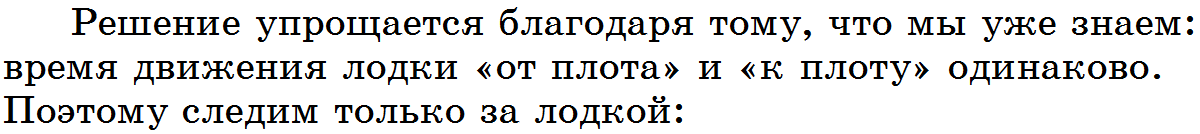 Решение упрощается благодаря тому, что мы уже знаем:
время движения лодки «от плота» и «к плоту» одинаково.
Поэтому следим только за лодкой: